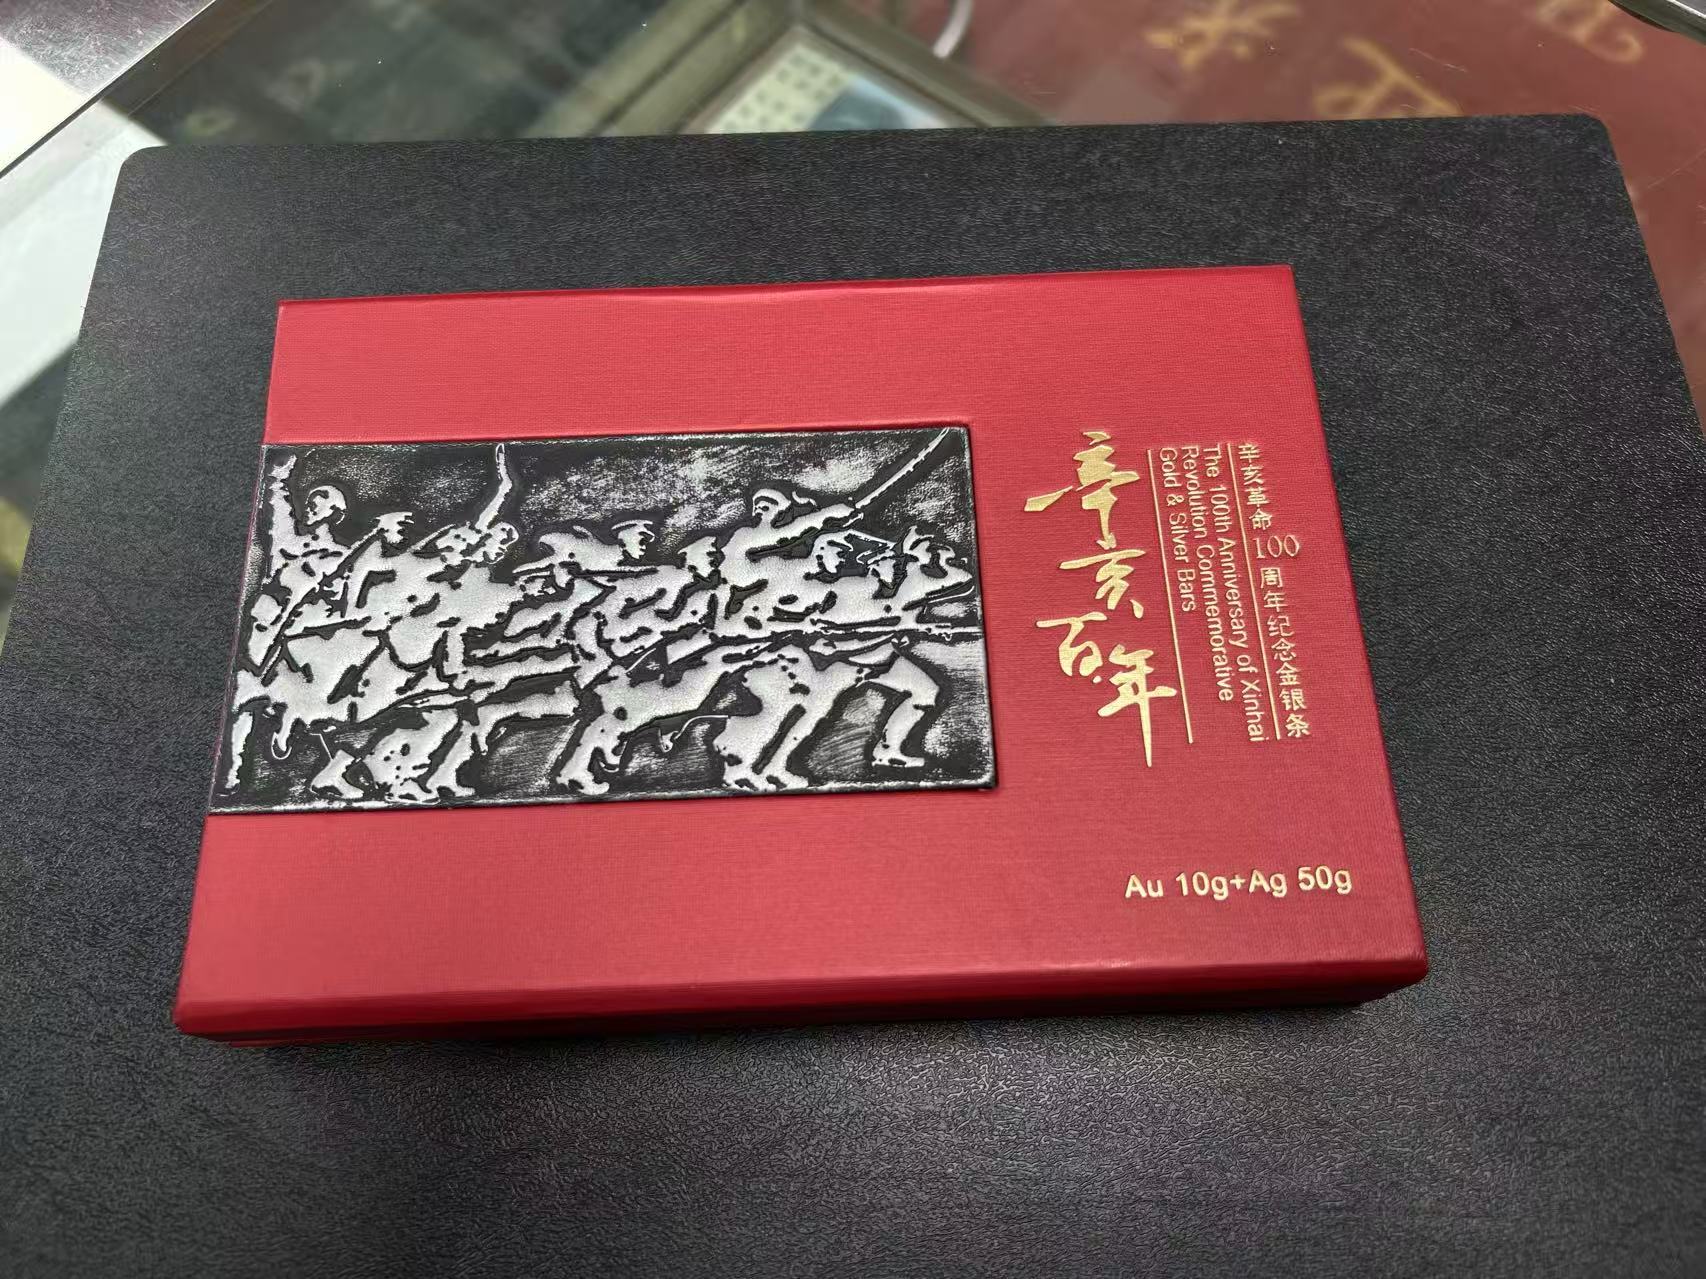 辛亥革命100周年纪念金银条
The 100th Anniversary of Xinhai
Revolution Commemorative
Gold & Silver Bars
辛亥百年
Au 10g+Ag 50g